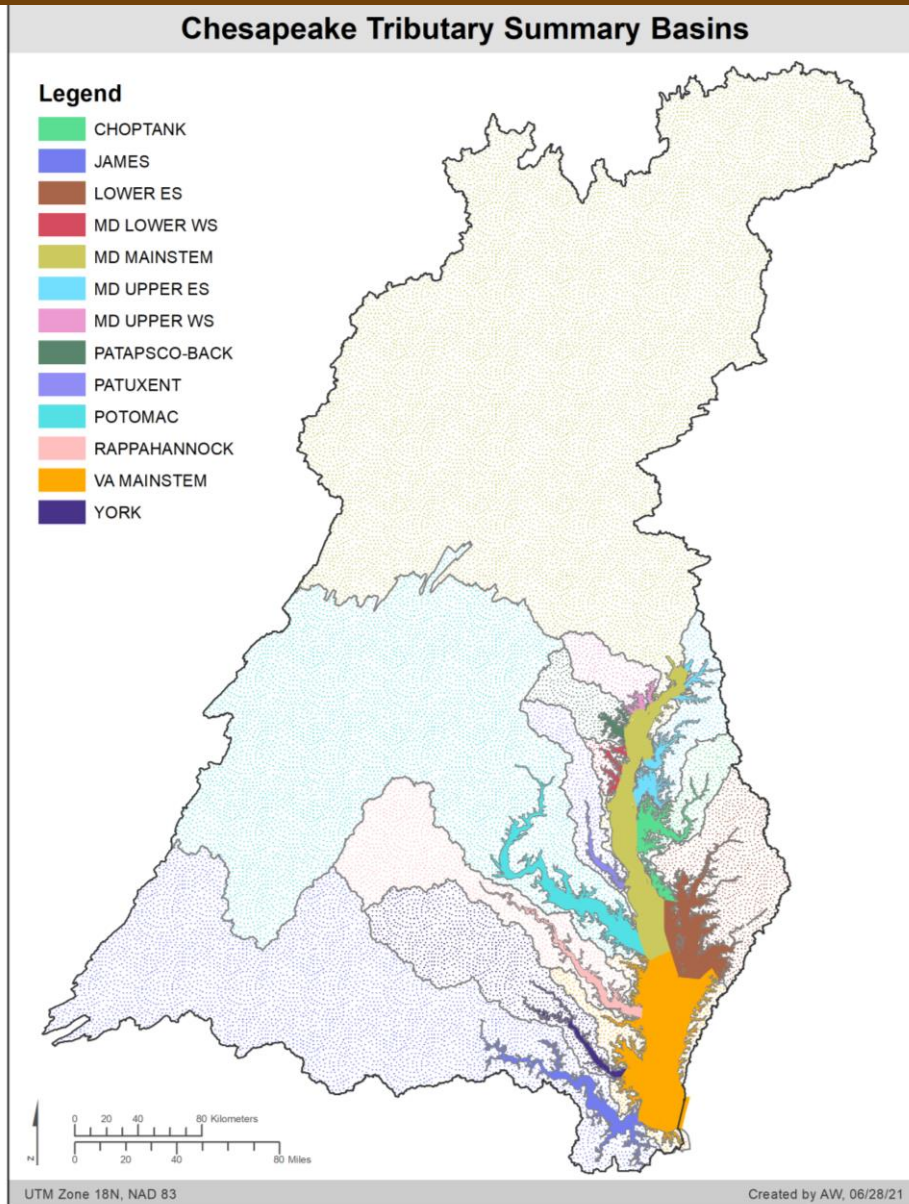 Chesapeake Tributary Summary Basins
Legend
CHOPTANK
JAMES
LOWER ES
MD LOWER WS
MD MAINSTEM
MD UPPER ES
MD UPPER WS
PATAPSCO-BACK
PATUXENT
POTOMAC
RAPPAHANNOCK
VA MAINSTEM
YORK
N
0 20 40 80 Kilometers
0 20 40 80 Miles
UTM Zone 18N, NAD 83
Created by AW, 06/28/21